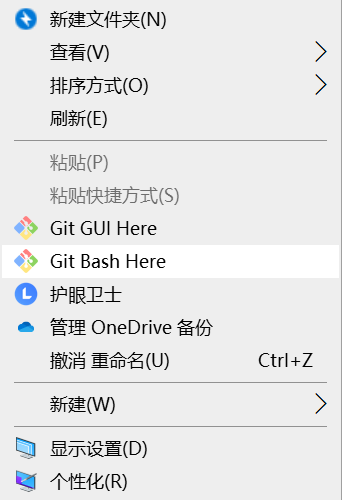 新建文件夹(N)
查看(V)
排序方式(O)
刷新(E)
粘贴(P)
粘贴快捷方式(S)
Git GUI Here
Git Bash Here
护眼卫士
管理 OneDrive 备份
撤消 重命名(U) Ctrl+Z
新建(W)
显示设置(D)
个性化(R)